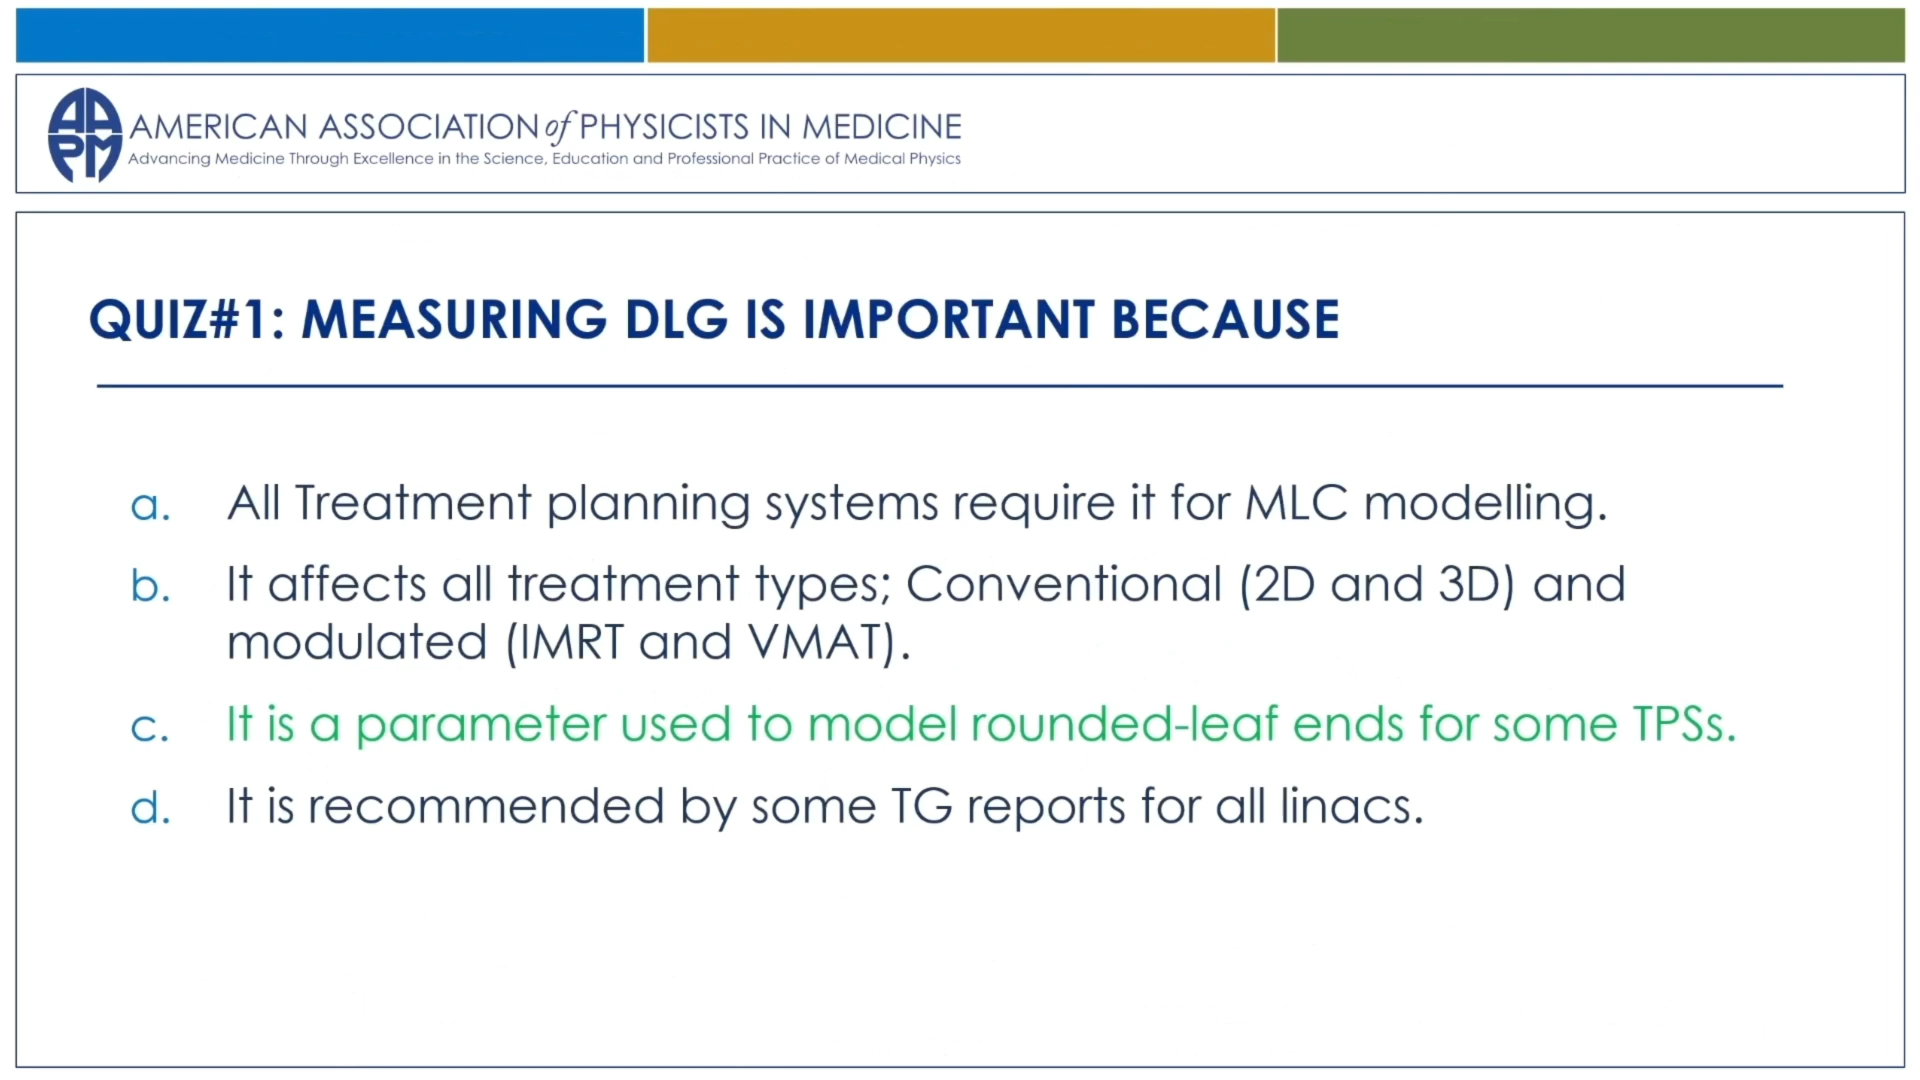 AAPM
AMERICAN ASSOCIATION of PHYSICISTS IN MEDICINE
Advancing Medicine Through Excellence in the Science, Education and Professional Practice of Medical Physics
QUIZ#1: MEASURING DLG IS IMPORTANT BECAUSE
a. All Treatment planning systems require it for MLC modelling.
b. It affects all treatment types; Conventional (2D and 3D) and
modulated (IMRT and VMAT).
c. It is a parameter used to model rounded-leaf ends for some TPSs.
d. It is recommended by some TG reports for all linacs.